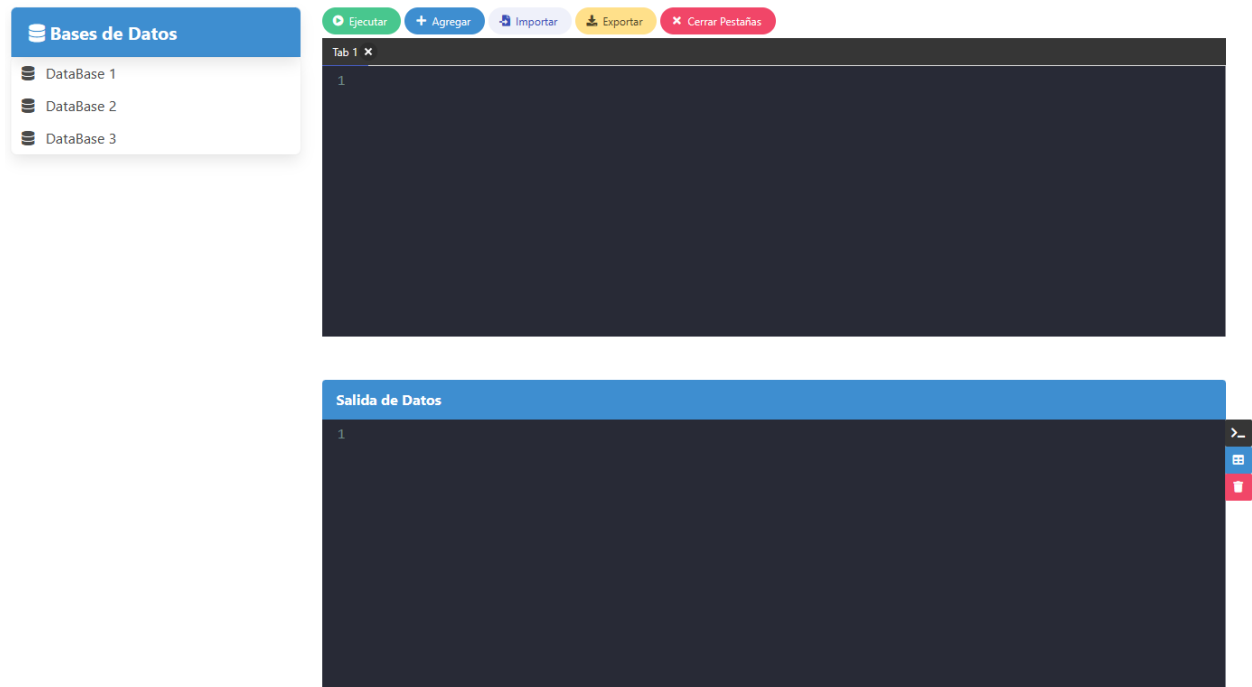 Bases de Datos
DataBase 1
DataBase 2
DataBase 3
Ejecutar
Agregar
Importar
Exportar
Cerrar Pestañas
Tab 1
1
Salida de Datos
1